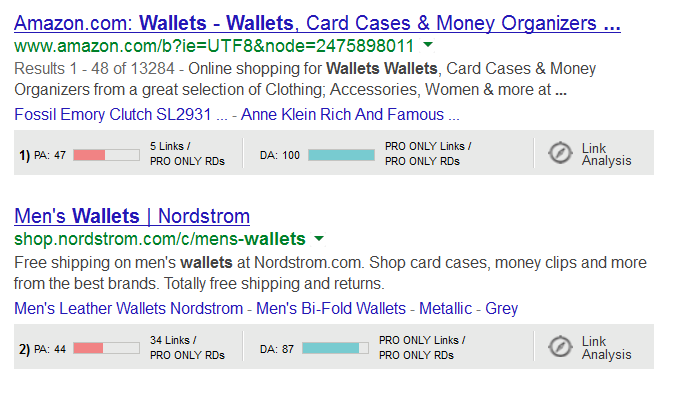 Amazon.com: Wallets - Wallets, Card Cases & Money Organizers ...
www.amazon.com/b?ie=UTF8&node=2475898011
Results 1 - 48 of 13284 - Online shopping for Wallets Wallets, Card Cases & Money
Organizers from a great selection of Clothing; Accessories, Women & more at ...
Fossil Emory Clutch SL2931 ... - Anne Klein Rich And Famous ...
1) PA: 47 5 Links / DA: 100 PRO ONLY Links / Link
PRO ONLY RDs PRO ONLY RDs Analysis
Men's Wallets | Nordstrom
shop.nordstrom.com/c/mens-wallets
Free shipping on men's wallets at Nordstrom.com. Shop card cases, money clips and more
from the best brands. Totally free shipping and returns.
Men's Leather Wallets Nordstrom - Men's Bi-Fold Wallets - Metallic - Grey
2) PA: 44 34 Links / DA: 87 PRO ONLY Links / Link
PRO ONLY RDs PRO ONLY RDs Analysis